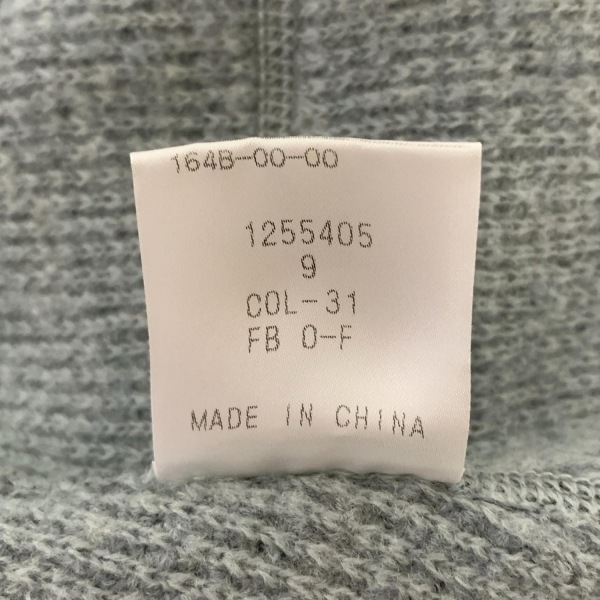 164B-00-00
1255405
9
COL-31
FB 0-F
MADE IN CHINA